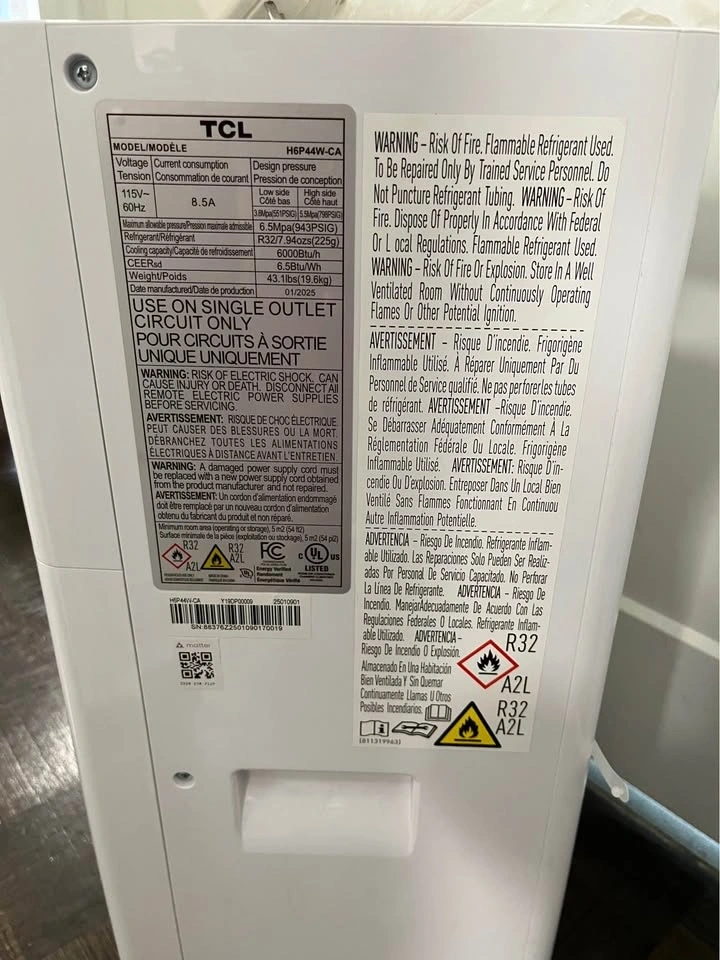 TCL
MODEL/MODÈLE H6P44W-CA
Voltage Tension
Current consumption Consommation de courant
Design pressure Pression de conception
115V~ 60Hz
8.5A
Low side Côté bas
High side Côté haut
3.8Mpa(551PSIG)
5.5Mpa(798PSIG)
Maximum allowable pressure/Pression maximale admissible 6.5Mpa(943PSIG)
Refrigerant/Réfrigérant R32/7.94ozs(225g)
Cooling capacity/Capacité de refroidissement 6000Btu/h
CEERSD 6.5Btu/Wh
Weight/Poids 43.1lbs(19.6kg)
Date manufactured/Date de production 01/2025
USE ON SINGLE OUTLET
CIRCUIT ONLY
POUR CIRCUITS À SORTIE
UNIQUE UNIQUEMENT
WARNING: RISK OF ELECTRIC SHOCK. CAN
CAUSE INJURY OR DEATH. DISCONNECT All
REMOTE ELECTRIC POWER SUPPLIES
BEFORE SERVICING.
AVERTISSEMENT: RISQUE DE CHOC ÉLECTRIQUE.
PEUT CAUSER DES BLESSURES OU LA MORT.
DÉBRANCHEZ TOUTES LES ALIMENTATIONS
ÉLECTRIQUES À DISTANCE AVANT L'ENTRETIEN.
WARNING: A damaged power supply cord must
be replaced with a new power supply cord obtained
from the product manufacturer and not repaired.
AVERTISSEMENT: Un cordon d'alimentation endommagé
doit être remplacé par un nouveau cordon d'alimentation
obtenu du fabricant du produit et non réparé.
Minimum room area (operating or storage), 5 m2 (54 ft2)
Surface minimale de la pièce (exploitation ou stockage), 5 m2 (54 pi2)
R32
A2L
R32
A2L
FC
c UL US
LISTED
Energy Verified
Rendement
Énergétique Vérifié
MADE IN CHINA
H6P44W-CA Y19DP00009 25010901
SN:88376Z2501090170019
matter
WARNING – Risk Of Fire. Flammable Refrigerant Used.
To Be Repaired Only By Trained Service Personnel. Do
Not Puncture Refrigerant Tubing. WARNING – Risk Of
Fire. Dispose Of Properly In Accordance With Federal
Or L ocal Regulations. Flammable Refrigerant Used.
WARNING – Risk Of Fire Or Explosion. Store In A Well
Ventilated Room Without Continuously Operating
Flames Or Other Potential Ignition.
AVERTISSEMENT – Risque D'incendie. Frigorigène
Inflammable Utilisé. À Réparer Uniquement Par Du
Personnel de Service qualifié. Ne pas perforer les tubes
de réfrigérant. AVERTISSEMENT –Risque D'incendie.
Se Débarrasser Adéquatement Conformément À La
Réglementation Fédérale Ou Locale. Frigorigène
Inflammable Utilisé. AVERTISSEMENT: Risque D'in-
cendie Ou D'explosion. Entreposer Dans Un Local Bien
Ventilé Sans Flammes Fonctionnant En Continuou
Autre Inflammation Potentielle.
ADVERTENCIA – Riesgo De Incendio. Refrigerante Inflam-
able Utilizado. Las Reparaciones Solo Pueden Ser Realiz-
adas Por Personal De Servicio Capacitado. No Perforar
La Línea De Refrigerante. ADVERTENCIA – Riesgo De
Incendio. ManejarAdecuadamente De Acuerdo Con Las
Regulaciones Federales O Locales. Refrigerante Inflam-
able Utilizado. ADVERTENCIA –
Riesgo De Incendio O Explosión.
Almacenado En Una Habitación
Bien Ventilada Y Sin Quemar
Continuamente Llamas U Otros
Posibles Incendiarios.
R32
A2L
R32
A2L
(811319963)